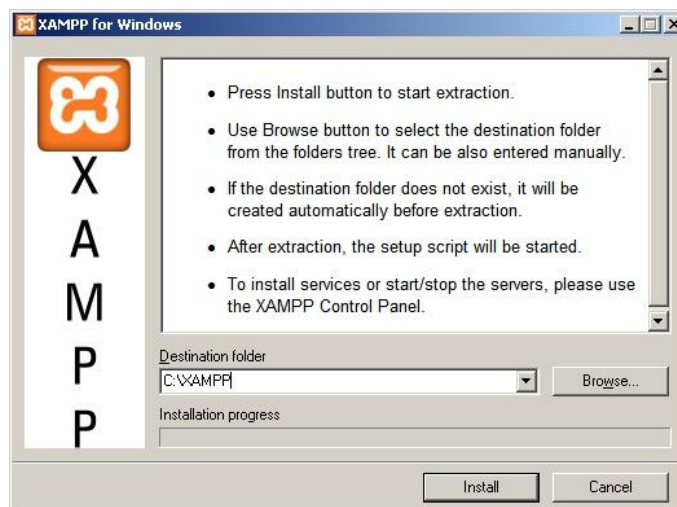 XAMPP for Windows
X
A
M
P
P
• Press Install button to start extraction.
• Use Browse button to select the destination folder
from the folders tree. It can be also entered manually.
• If the destination folder does not exist, it will be
created automatically before extraction.
• After extraction, the setup script will be started.
• To install services or start/stop the servers, please use
the XAMPP Control Panel.
Destination folder
C:\XAMPP
Browse...
Installation progress
Install
Cancel